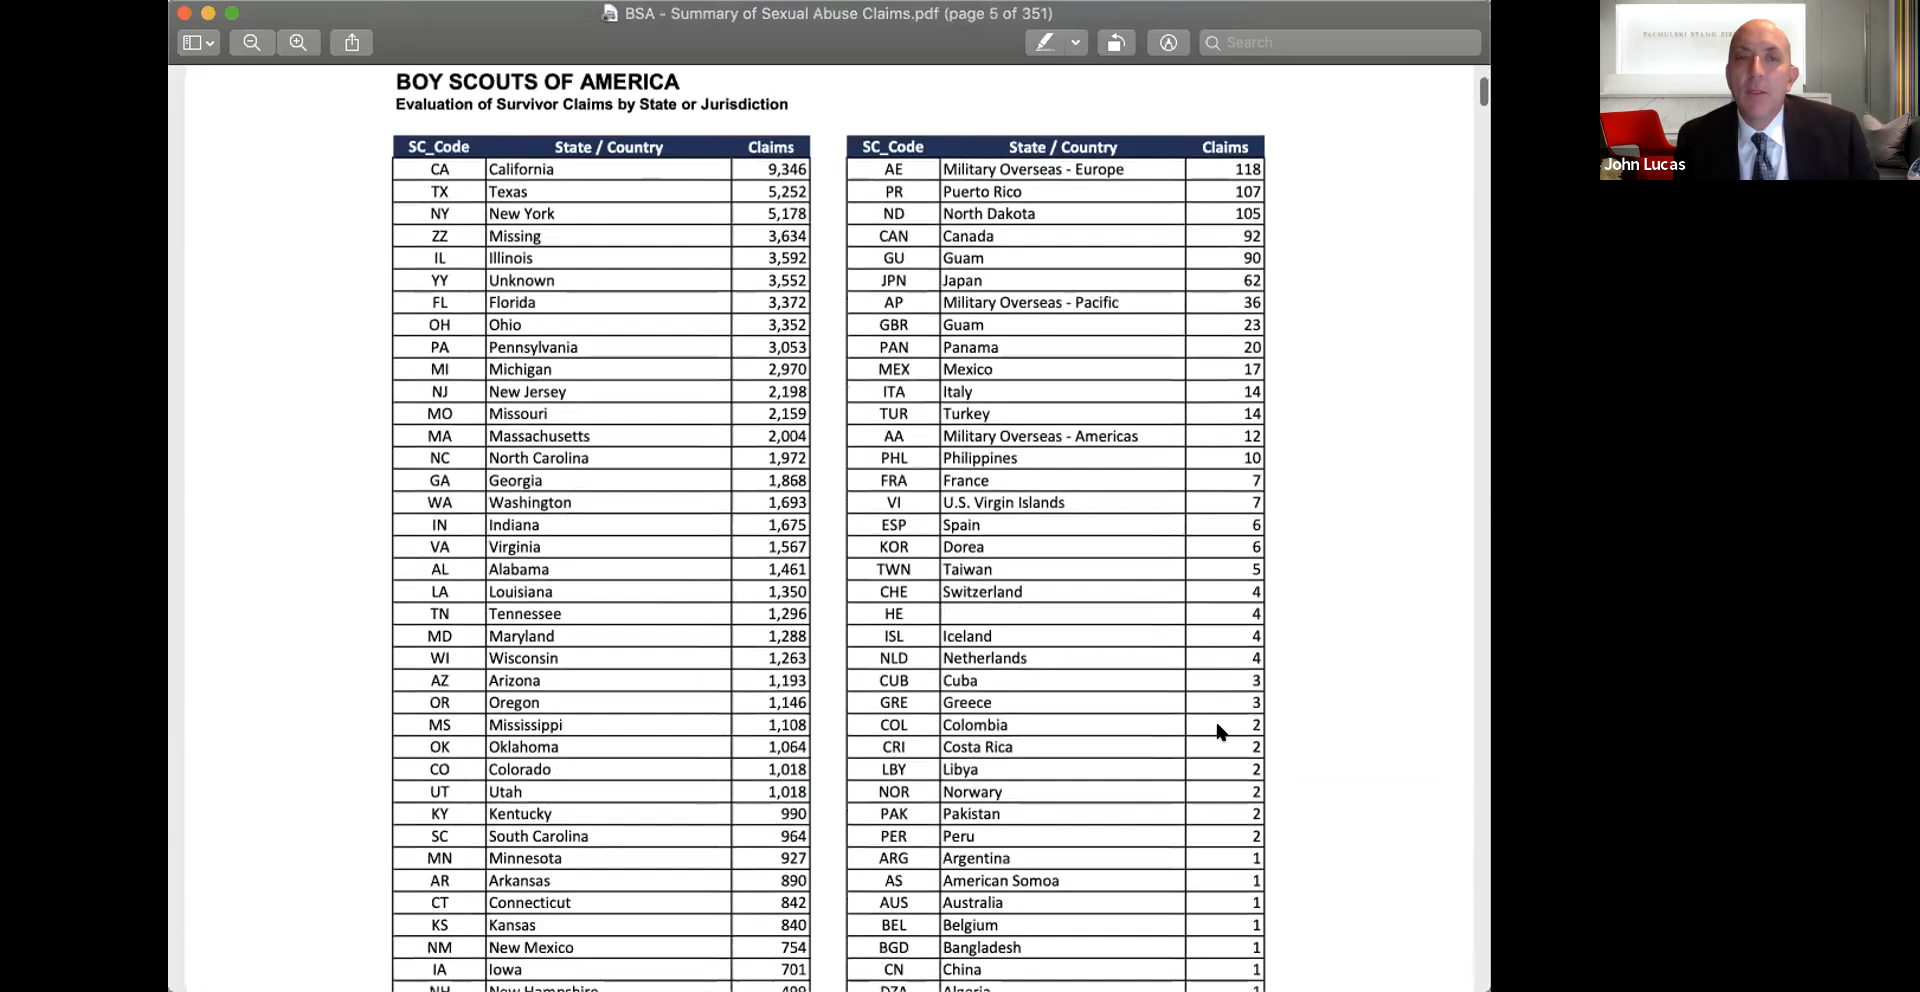 BSA - Summary of Sexual Abuse Claims.pdf (page 5 of 351)
Search
PACHULSKI STANG
John Lucas
BOY SCOUTS OF AMERICA
Evaluation of Survivor Claims by State or Jurisdiction
SC_Code State / Country Claims
CA California 9,346
TX Texas 5,252
NY New York 5,178
ZZ Missing 3,634
IL Illinois 3,592
YY Unknown 3,552
FL Florida 3,372
OH Ohio 3,352
PA Pennsylvania 3,053
MI Michigan 2,970
NJ New Jersey 2,198
MO Missouri 2,159
MA Massachusetts 2,004
NC North Carolina 1,972
GA Georgia 1,868
WA Washington 1,693
IN Indiana 1,675
VA Virginia 1,567
AL Alabama 1,461
LA Louisiana 1,350
TN Tennessee 1,296
MD Maryland 1,288
WI Wisconsin 1,263
AZ Arizona 1,193
OR Oregon 1,146
MS Mississippi 1,108
OK Oklahoma 1,064
CO Colorado 1,018
UT Utah 1,018
KY Kentucky 990
SC South Carolina 964
MN Minnesota 927
AR Arkansas 890
CT Connecticut 842
KS Kansas 840
NM New Mexico 754
IA Iowa 701
NH New Hampshire 499
SC_Code State / Country Claims
AE Military Overseas - Europe 118
PR Puerto Rico 107
ND North Dakota 105
CAN Canada 92
GU Guam 90
JPN Japan 62
AP Military Overseas - Pacific 36
GBR Guam 23
PAN Panama 20
MEX Mexico 17
ITA Italy 14
TUR Turkey 14
AA Military Overseas - Americas 12
PHL Philippines 10
FRA France 7
VI U.S. Virgin Islands 7
ESP Spain 6
KOR Dorea 6
TWN Taiwan 5
CHE Switzerland 4
HE 4
ISL Iceland 4
NLD Netherlands 4
CUB Cuba 3
GRE Greece 3
COL Colombia 2
CRI Costa Rica 2
LBY Libya 2
NOR Norwary 2
PAK Pakistan 2
PER Peru 2
ARG Argentina 1
AS American Somoa 1
AUS Australia 1
BEL Belgium 1
BGD Bangladesh 1
CN China 1
DZA Algeria 1